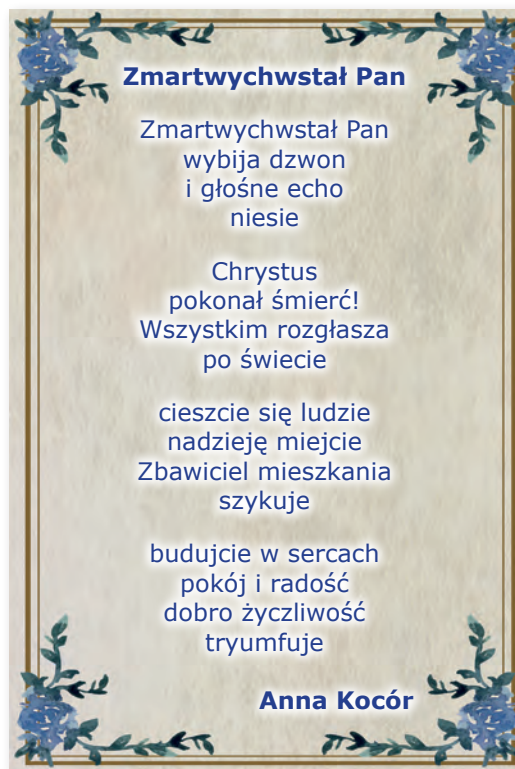 Zmartwychwstał Pan
Zmartwychwstał Pan
wybija dzwon
i głośne echo
niesie
Chrystus
pokonał śmierć!
Wszystkim rozgłasza
po świecie
cieszcie się ludzie
nadzieję miejcie
Zbawiciel mieszkania
szykuje
budujcie w sercach
pokój i radość
dobro życzliwość
tryumfuje
Anna Kocór